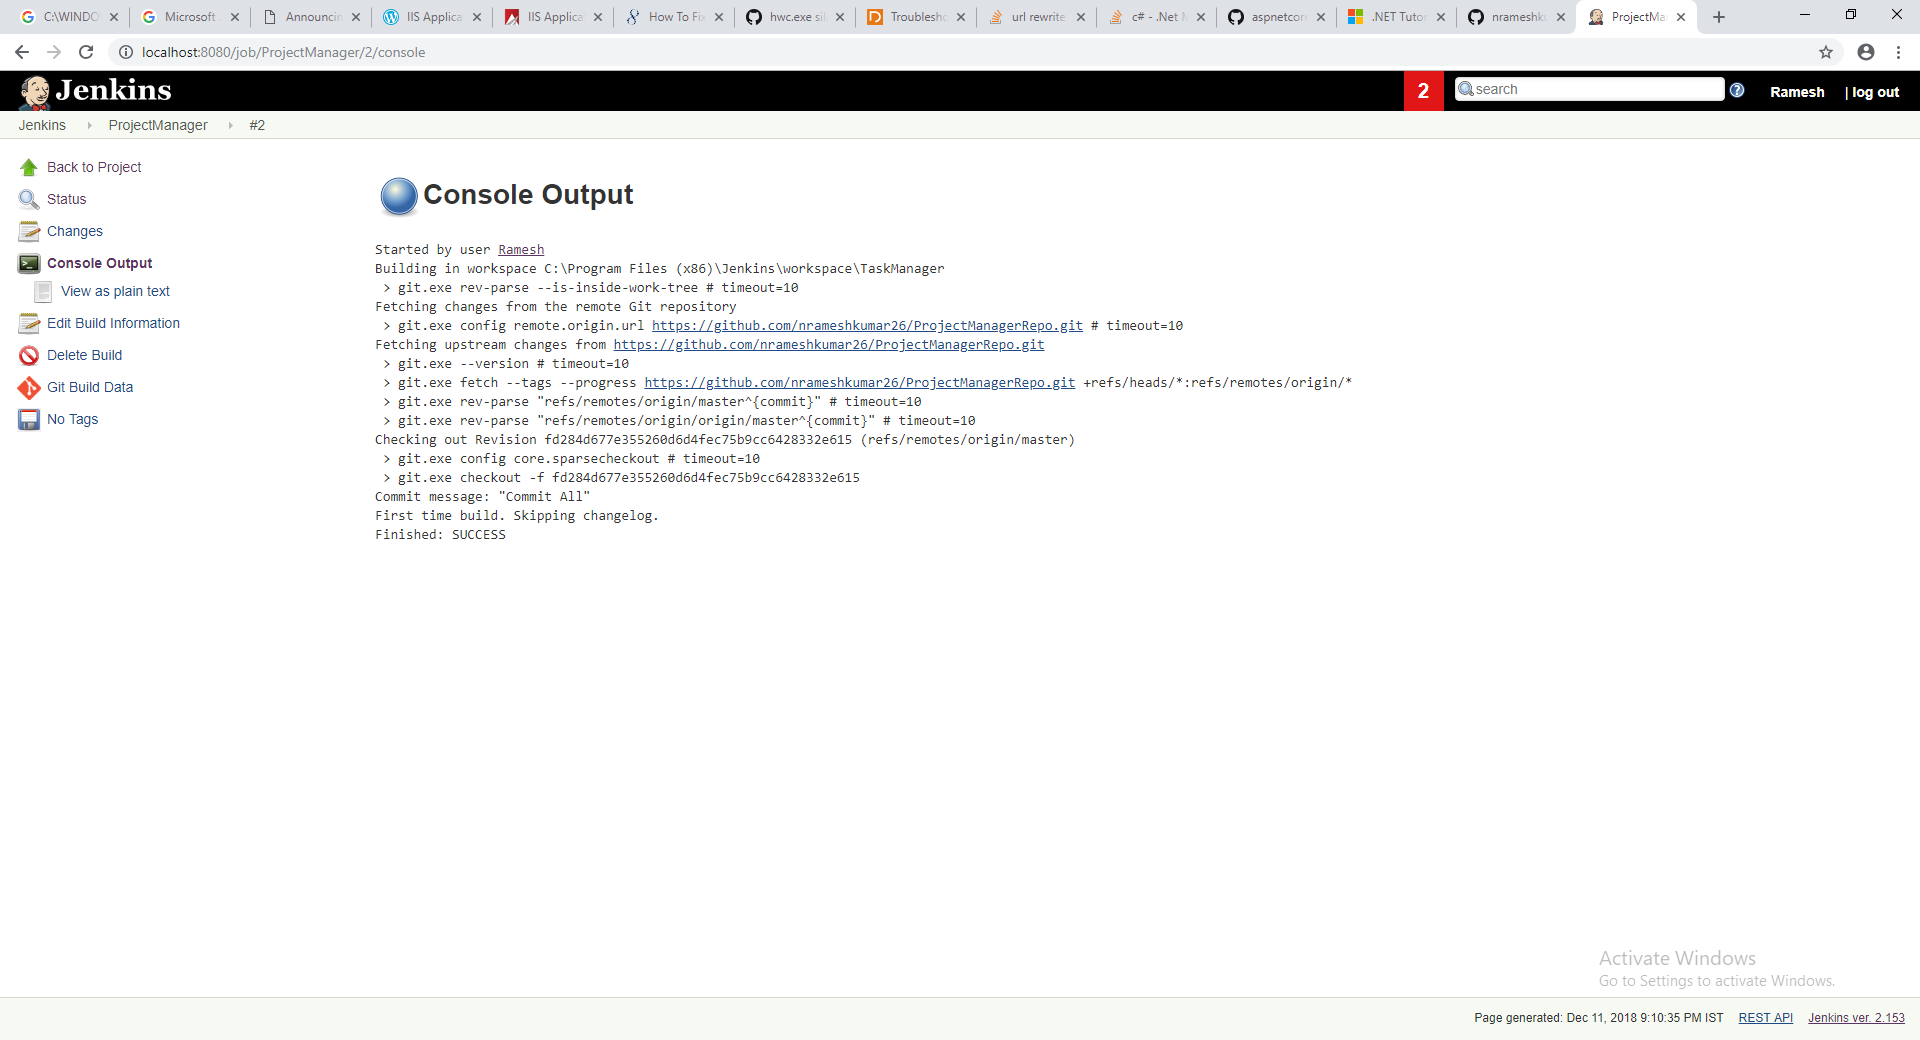 C:\WINDO
Microsoft
Announcin
IIS Applica
IIS Applica
How To Fix
hwc.exe sil
Troublesho
url rewrite
c# - .Net
aspnetcor
.NET Tutor
nrameshku
ProjectMa
localhost:8080/job/ProjectManager/2/console
Jenkins
2
search
Ramesh
| log out
Jenkins
ProjectManager
#2
Back to Project
Status
Changes
Console Output
View as plain text
Edit Build Information
Delete Build
Git Build Data
No Tags
Console Output
Started by user Ramesh
Building in workspace C:\Program Files (x86)\Jenkins\workspace\TaskManager
> git.exe rev-parse --is-inside-work-tree # timeout=10
Fetching changes from the remote Git repository
> git.exe config remote.origin.url https://github.com/nrameshkumar26/ProjectManagerRepo.git # timeout=10
Fetching upstream changes from https://github.com/nrameshkumar26/ProjectManagerRepo.git
> git.exe --version # timeout=10
> git.exe fetch --tags --progress https://github.com/nrameshkumar26/ProjectManagerRepo.git +refs/heads/*:refs/remotes/origin/*
> git.exe rev-parse "refs/remotes/origin/master^{commit}" # timeout=10
> git.exe rev-parse "refs/remotes/origin/origin/master^{commit}" # timeout=10
Checking out Revision fd284d677e355260d6d4fec75b9cc6428332e615 (refs/remotes/origin/master)
> git.exe config core.sparsecheckout # timeout=10
> git.exe checkout -f fd284d677e355260d6d4fec75b9cc6428332e615
Commit message: "Commit All"
First time build. Skipping changelog.
Finished: SUCCESS
Activate Windows
Go to Settings to activate Windows.
Page generated: Dec 11, 2018 9:10:35 PM IST
REST API
Jenkins ver. 2.153